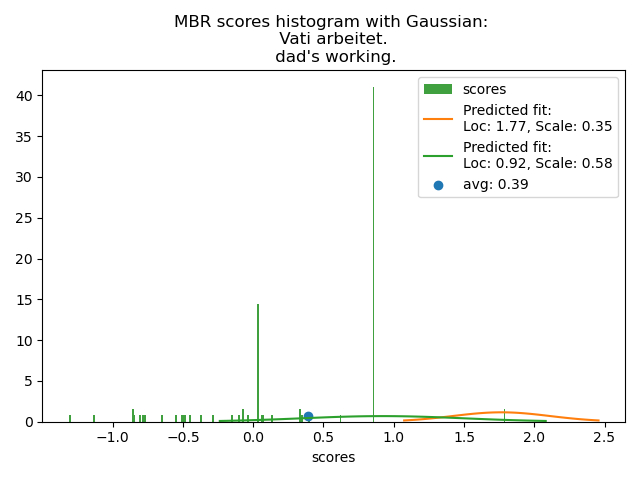 MBR scores histogram with Gaussian:
Vati arbeitet.
dad's working.
scores
Predicted fit:
Loc: 1.77, Scale: 0.35
Predicted fit:
Loc: 0.92, Scale: 0.58
avg: 0.39
40
35
30
25
20
15
10
5
0
−1.0 −0.5 0.0 0.5 1.0 1.5 2.0 2.5
scores